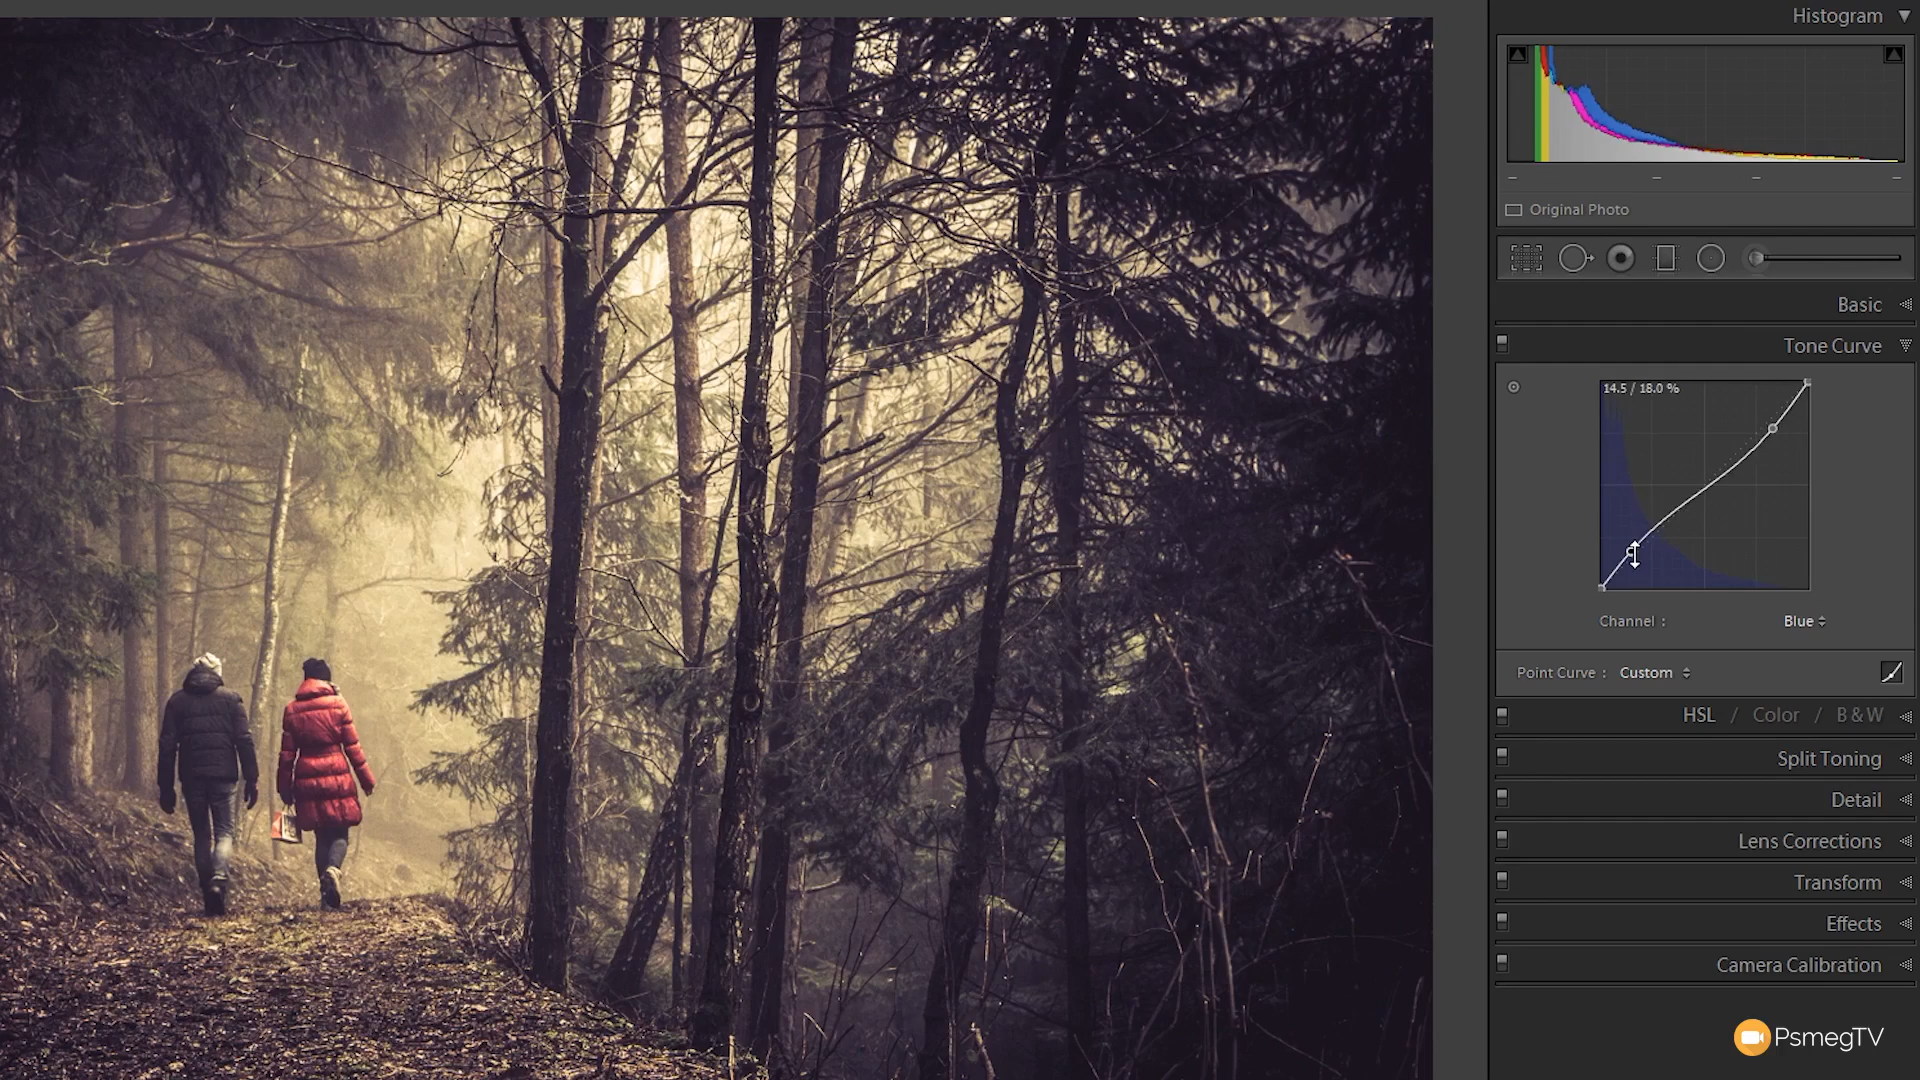 Histogram
Original Photo
Basic
Tone Curve
14.5 / 18.0 %
Channel :
Blue
Point Curve :
Custom
HSL / Color / B & W
Split Toning
Detail
Lens Corrections
Transform
Effects
Camera Calibration
PsmegTV